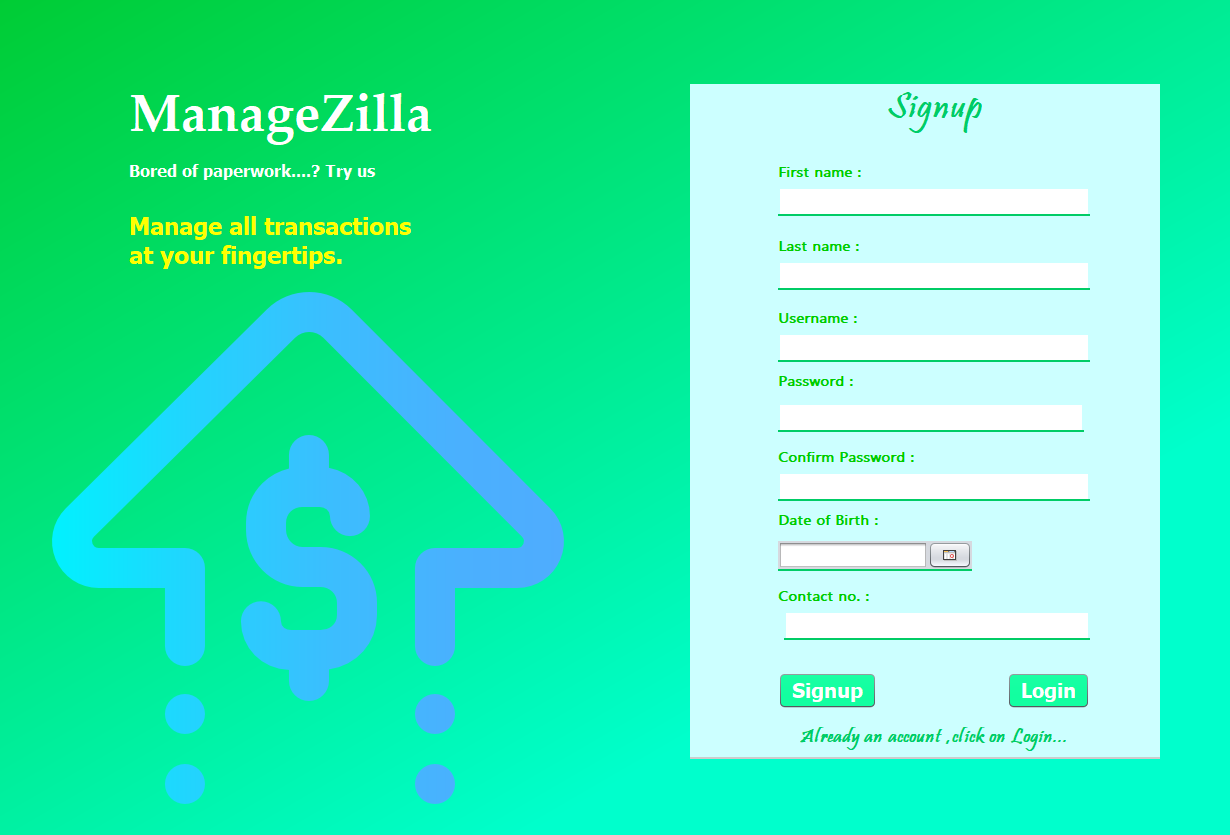 ManageZilla
Bored of paperwork....? Try us
Manage all transactions
at your fingertips.
$
Signup
First name :
Last name :
Username :
Password :
Confirm Password :
Date of Birth :
Contact no. :
Signup
Login
Already an account ,click on Login...